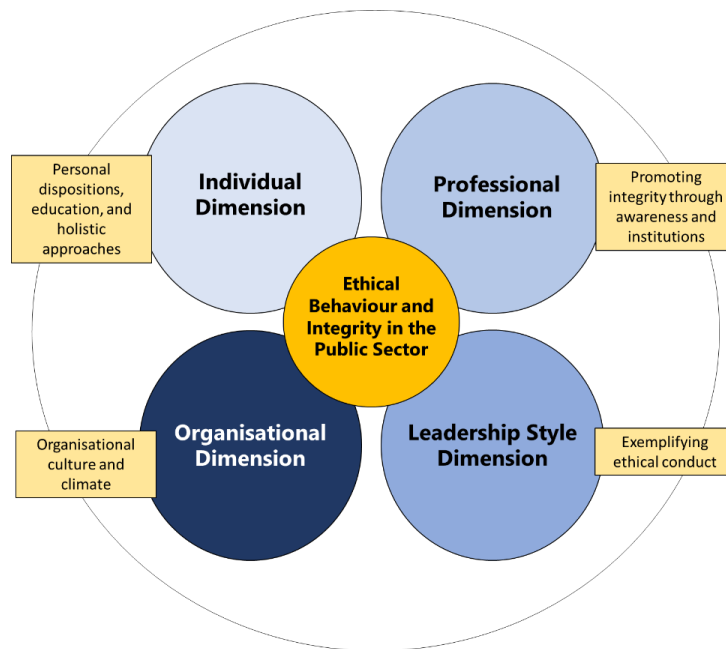 Individual
Dimension
Professional
Dimension
Personal
dispositions,
education, and
holistic
approaches
Promoting
integrity through
awareness and
institutions
Ethical
Behaviour and
Integrity in the
Public Sector
Organisational
Dimension
Leadership Style
Dimension
Organisational
culture and
climate
Exemplifying
ethical conduct